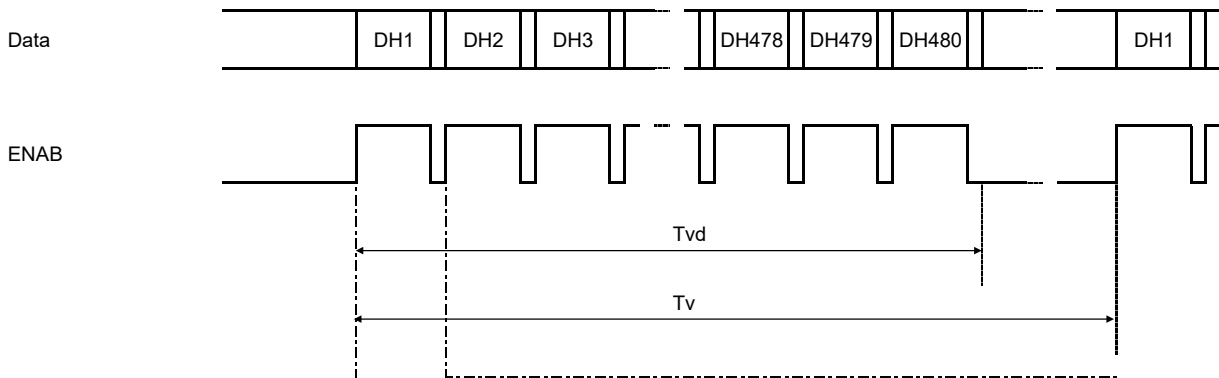 Data DH1 DH2 DH3 DH478 DH479 DH480 DH1
ENAB
Tvd
Tv